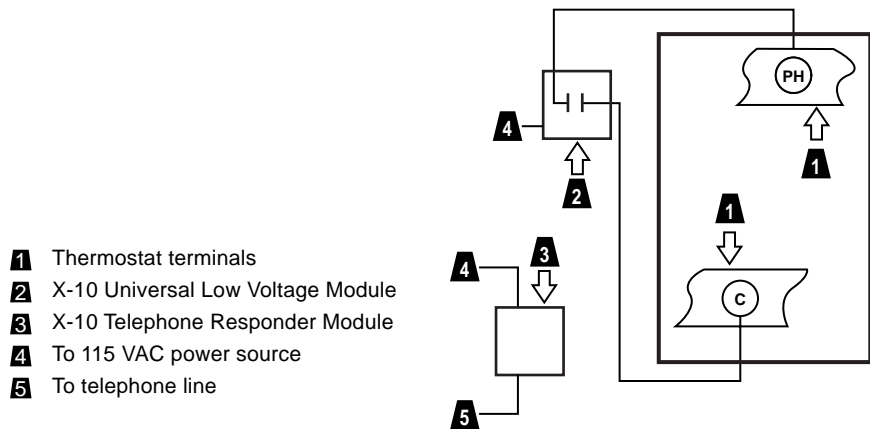 PH
4
1
2
1
3
4
C
5
1 Thermostat terminals
2 X-10 Universal Low Voltage Module
3 X-10 Telephone Responder Module
4 To 115 VAC power source
5 To telephone line